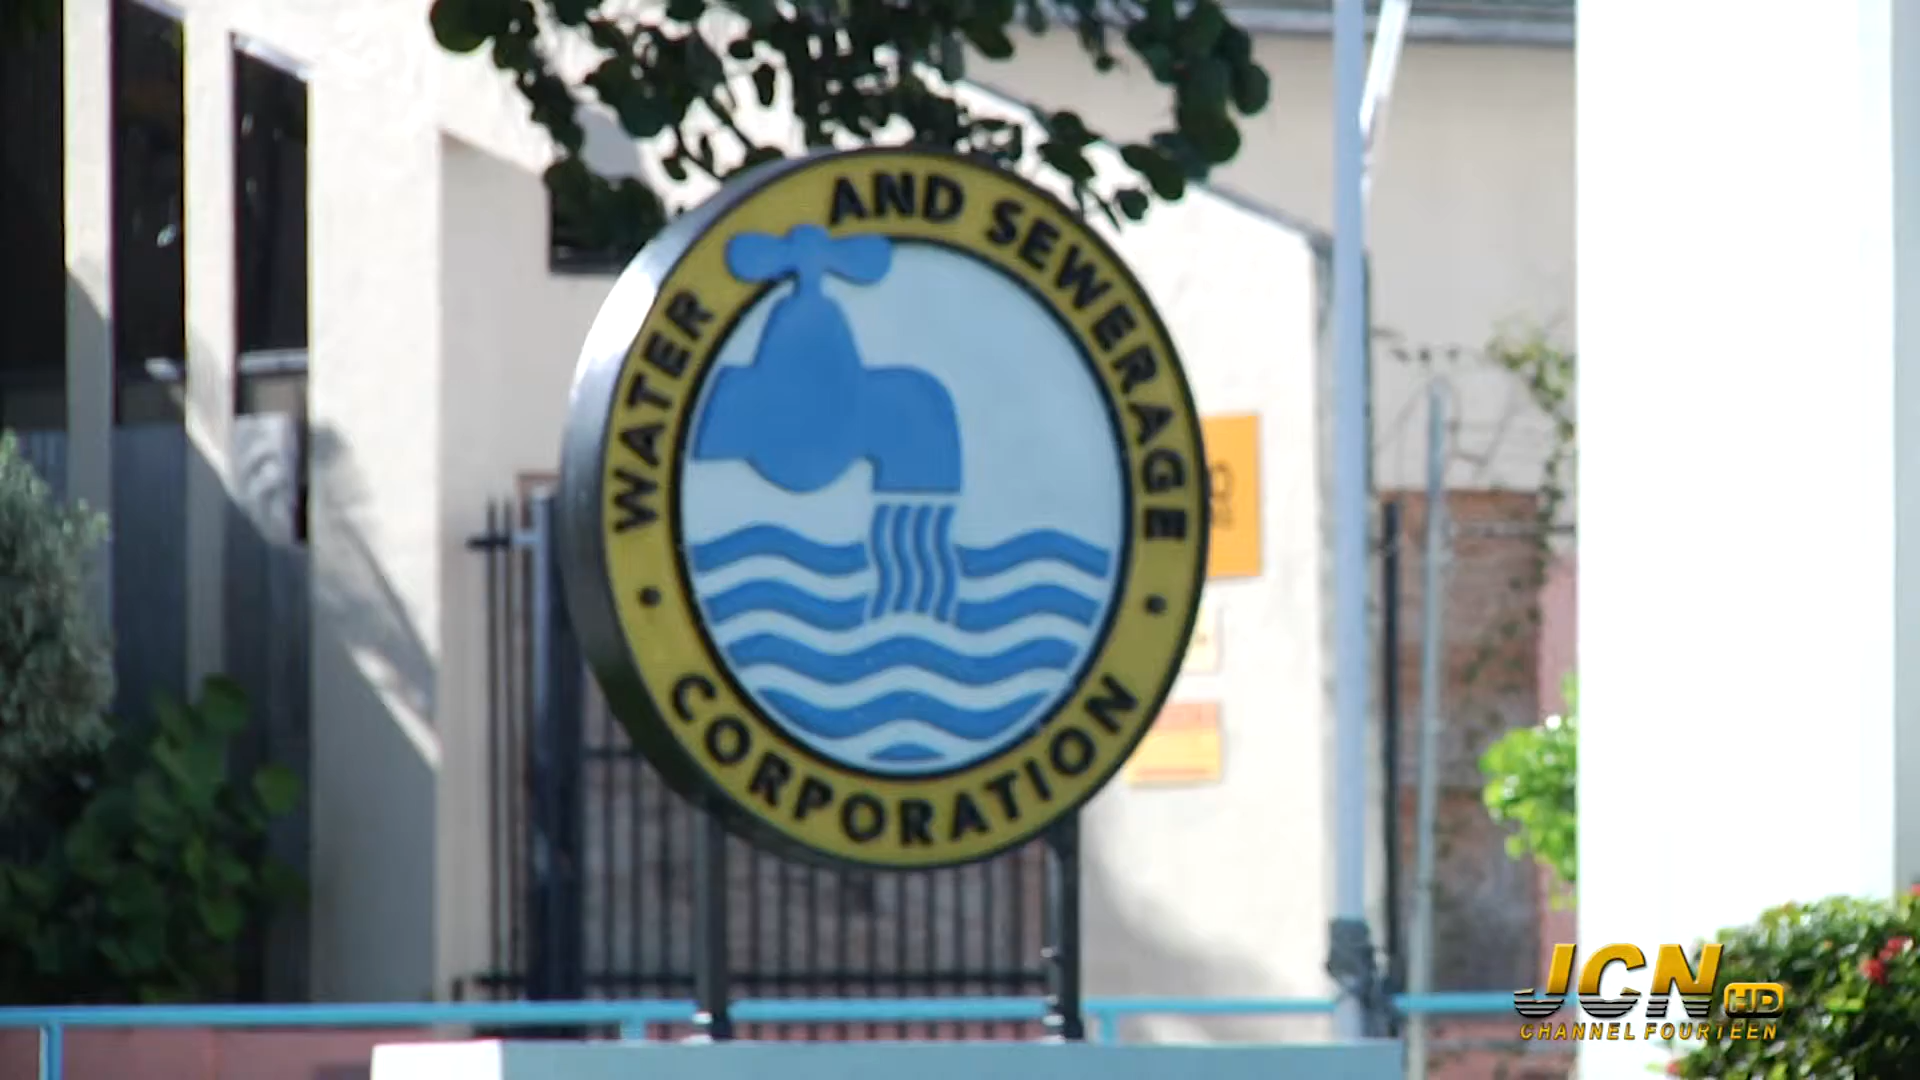 WATER AND SEWERAGE
• CORPORATION •
JCN HD
CHANNEL FOURTEEN